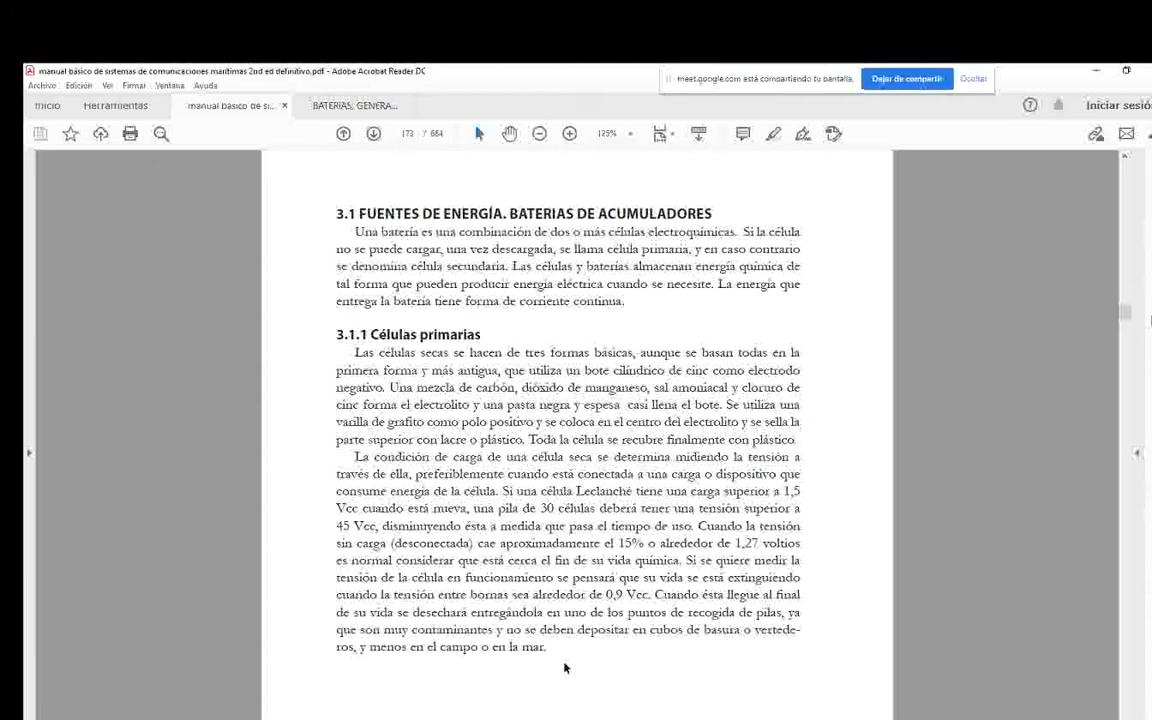 manual básico de sistemas de comunicaciones marítimas 2nd ed definitivo.pdf - Adobe Acrobat Reader DC
meet.google.com está compartiendo tu pantalla. Dejar de compartir Ocultar
Archivo Edición Ver Firmar Ventana Ayuda
Inicio Herramientas manual básico de si... × BATERIAS, GENERA... Iniciar sesió
173 / 684 125%
3.1 FUENTES DE ENERGÍA. BATERIAS DE ACUMULADORES
Una batería es una combinación de dos o más células electroquímicas. Si la célula
no se puede cargar, una vez descargada, se llama célula primaria, y en caso contrario
se denomina célula secundaria. Las células y baterías almacenan energía química de
tal forma que pueden producir energía eléctrica cuando se necesite. La energía que
entrega la batería tiene forma de corriente continua.
3.1.1 Células primarias
Las células secas se hacen de tres formas básicas, aunque se basan todas en la
primera forma y más antigua, que utiliza un bote cilíndrico de cinc como electrodo
negativo. Una mezcla de carbón, dióxido de manganeso, sal amoniacal y cloruro de
cinc forma el electrolito y una pasta negra y espesa casi llena el bote. Se utiliza una
varilla de grafito como polo positivo y se coloca en el centro del electrolito y se sella la
parte superior con lacre o plástico. Toda la célula se recubre finalmente con plástico.
La condición de carga de una célula seca se determina midiendo la tensión a
través de ella, preferiblemente cuando está conectada a una carga o dispositivo que
consume energía de la célula. Si una célula Leclanché tiene una carga superior a 1,5
Vcc cuando está nueva, una pila de 30 células deberá tener una tensión superior a
45 Vcc, disminuyendo ésta a medida que pasa el tiempo de uso. Cuando la tensión
sin carga (desconectada) cae aproximadamente el 15% o alrededor de 1,27 voltios
es normal considerar que está cerca el fin de su vida química. Si se quiere medir la
tensión de la célula en funcionamiento se pensará que su vida se está extinguiendo
cuando la tensión entre bornas sea alrededor de 0,9 Vcc. Cuando ésta llegue al final
de su vida se desechará entregándola en uno de los puntos de recogida de pilas, ya
que son muy contaminantes y no se deben depositar en cubos de basura o vertede-
ros, y menos en el campo o en la mar.